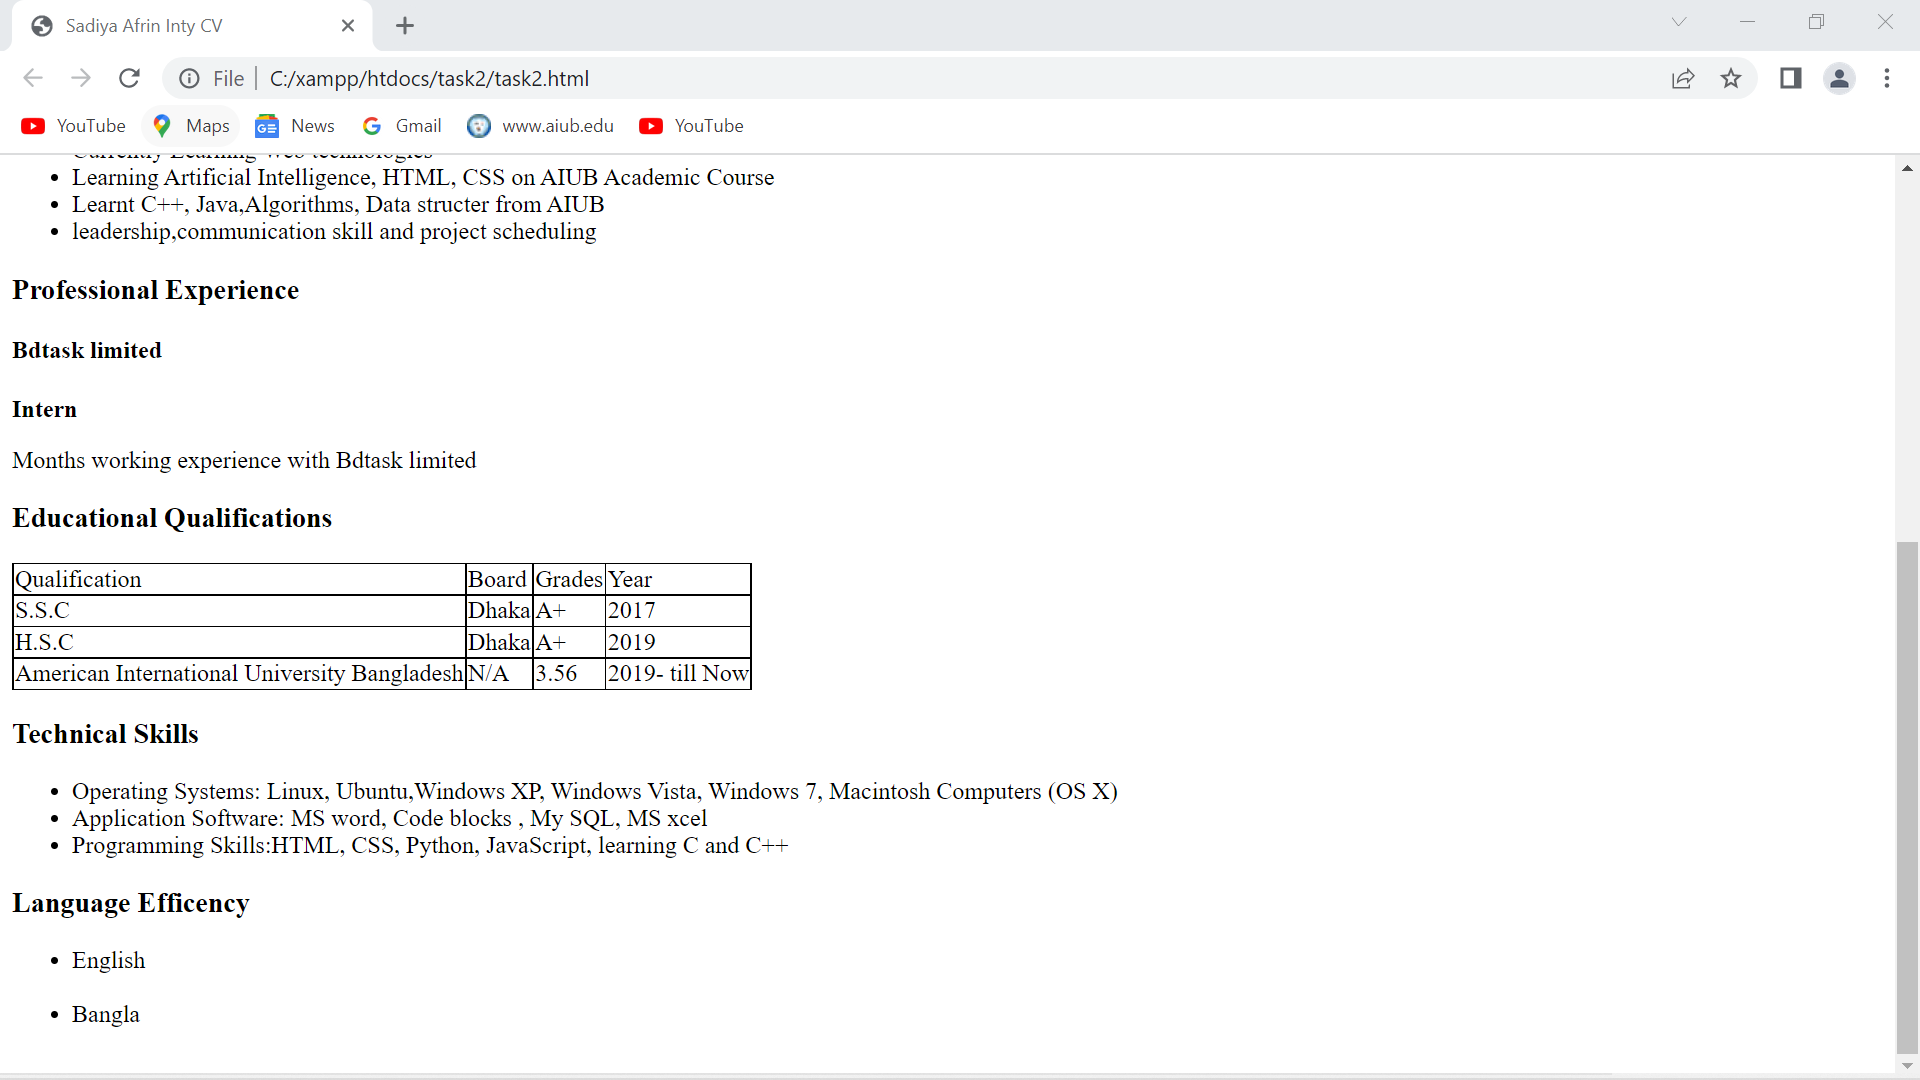 Sadiya Afrin Inty CV
File
C:/xampp/htdocs/task2/task2.html
YouTube Maps News Gmail www.aiub.edu YouTube
Currently Learning Web technologies
Learning Artificial Intelligence, HTML, CSS on AIUB Academic Course
Learnt C++, Java,Algorithms, Data structer from AIUB
leadership,communication skill and project scheduling
Professional Experience
Bdtask limited
Intern
Months working experience with Bdtask limited
Educational Qualifications
Qualification Board Grades Year
S.S.C Dhaka A+ 2017
H.S.C Dhaka A+ 2019
American International University Bangladesh N/A 3.56 2019- till Now
Technical Skills
Operating Systems: Linux, Ubuntu,Windows XP, Windows Vista, Windows 7, Macintosh Computers (OS X)
Application Software: MS word, Code blocks , My SQL, MS xcel
Programming Skills:HTML, CSS, Python, JavaScript, learning C and C++
Language Efficency
English
Bangla